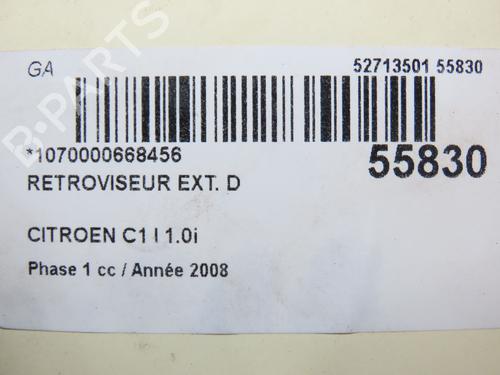 GA
52713501 55830
*1070000668456
55830
RETROVISEUR EXT. D
CITROEN C1 I 1.0i
Phase 1 cc / Année 2008
B-PARTS